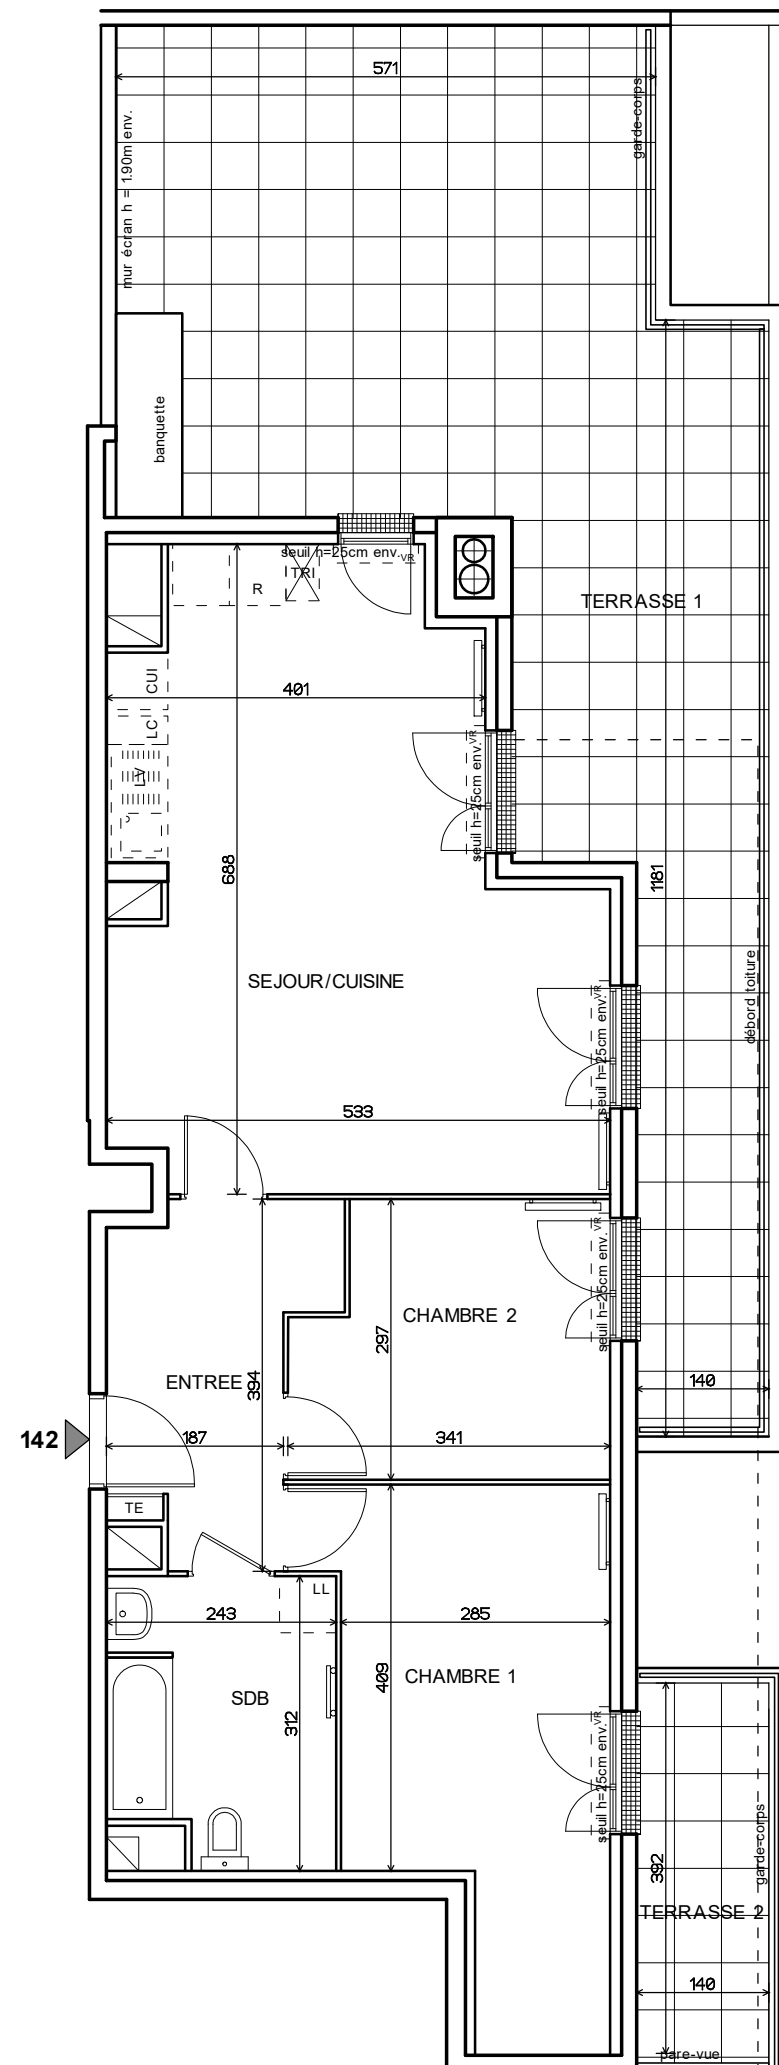 571
garde-corps
mur écran h = 1.90m env.
banquette
seuil h=25cm env.
VR
R
TRI
TERRASSE 1
CUI
401
LC
VR
seuil h=25cm env.
LV
688
1181
SEJOUR/CUISINE
débord toiture
VR
seuil h=25cm env.
533
VR
seuil h=25cm env.
CHAMBRE 2
297
ENTREE
394
140
142
187
341
TE
LL
243
285
CHAMBRE 1
409
SDB
312
VR
seuil h=25cm env.
garde-corps
392
TERRASSE 2
140
pare-vue